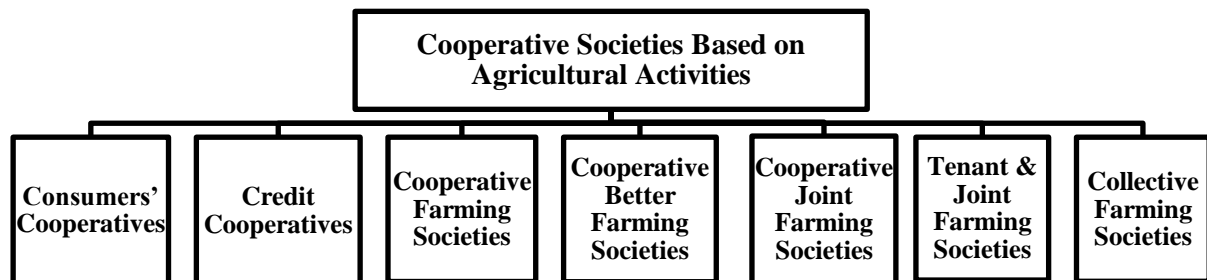 Cooperative Societies Based on
Agricultural Activities
Consumers’
Cooperatives
Credit
Cooperatives
Cooperative
Farming
Societies
Cooperative
Better
Farming
Societies
Cooperative
Joint
Farming
Societies
Tenant &
Joint
Farming
Societies
Collective
Farming
Societies